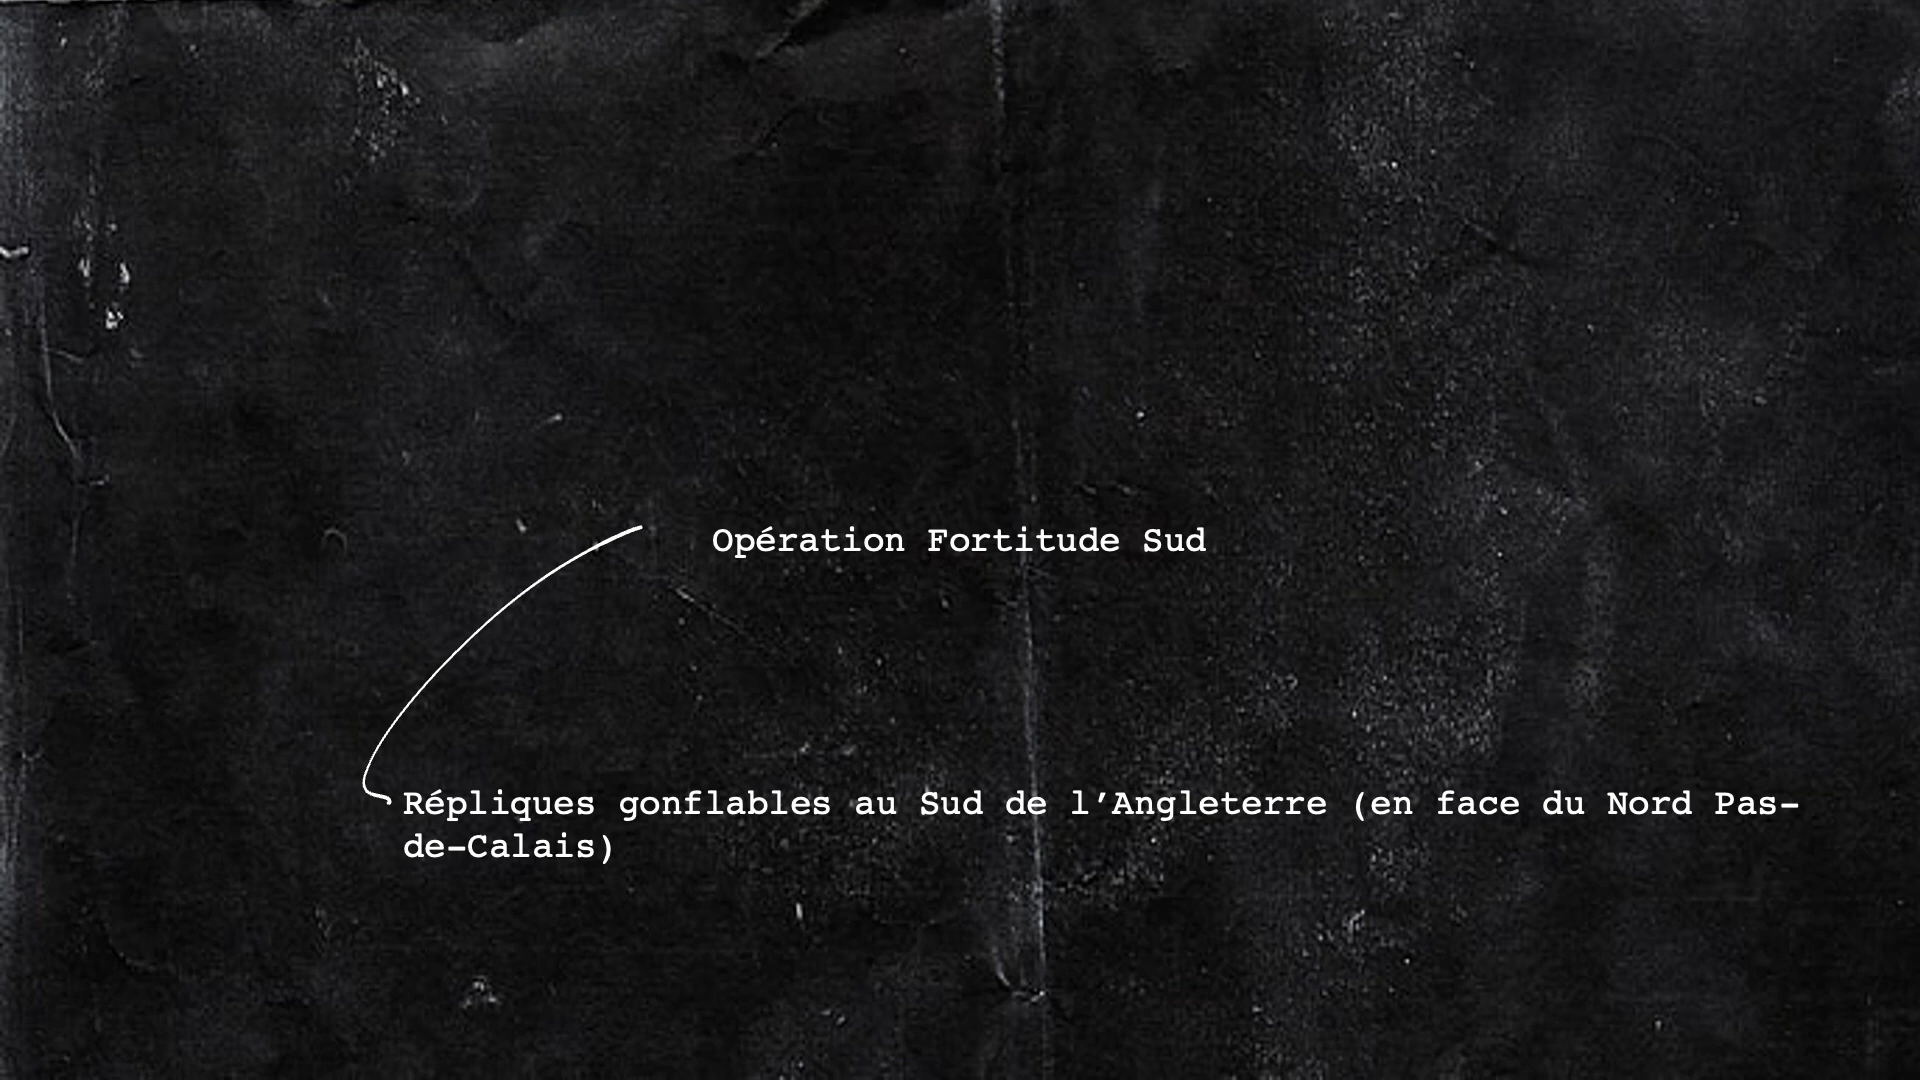 Opération Fortitude Sud
Répliques gonflables au Sud de l’Angleterre (en face du Nord Pas-
de-Calais)